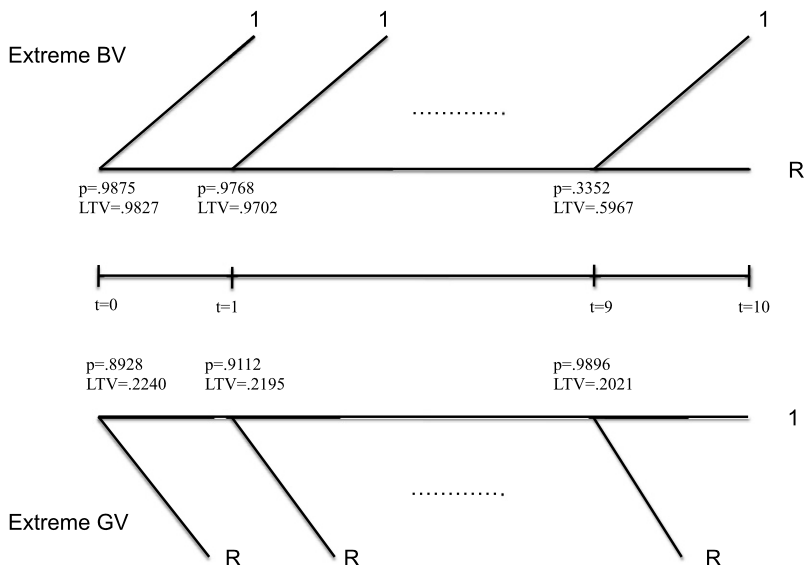 1 1 1
Extreme BV
R
p=.9875 p=.9768 p=.3352
LTV=.9827 LTV=.9702 LTV=.5967
t=0 t=1 t=9 t=10
p=.8928 p=.9112 p=.9896
LTV=.2240 LTV=.2195 LTV=.2021
1
Extreme GV
R R R